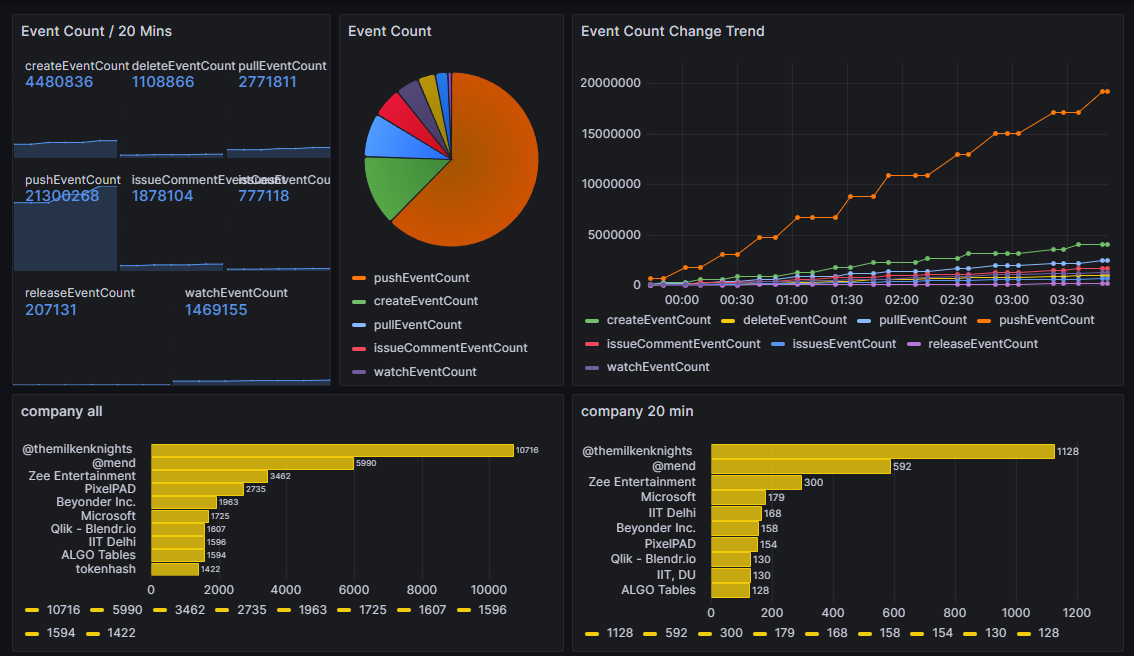 Event Count / 20 Mins
createEventCount deleteEventCount pullEventCount
4480836 1108866 2771811
pushEventCount issueCommentEventCount issuesEventCou
21300268 1878104 777118
releaseEventCount watchEventCount
207131 1469155
Event Count
pushEventCount
createEventCount
pullEventCount
issueCommentEventCount
watchEventCount
Event Count Change Trend
20000000
15000000
10000000
5000000
0
00:00 00:30 01:00 01:30 02:00 02:30 03:00 03:30
createEventCount deleteEventCount pullEventCount pushEventCount
issueCommentEventCount issuesEventCount releaseEventCount
watchEventCount
company all
@themilkenknights 10716
@mend 5990
Zee Entertainment 3462
PixelPAD 2735
Beyonder Inc. 1963
Microsoft 1725
Qlik - Blendr.io 1607
IIT Delhi 1596
ALGO Tables 1594
tokenhash 1422
0 2000 4000 6000 8000 10000
10716 5990 3462 2735 1963 1725 1607 1596
1594 1422
company 20 min
@themilkenknights 1128
@mend 592
Zee Entertainment 300
Microsoft 179
IIT Delhi 168
Beyonder Inc. 158
PixelPAD 154
Qlik - Blendr.io 130
IIT, DU 130
ALGO Tables 128
0 200 400 600 800 1000 1200
1128 592 300 179 168 158 154 130 128